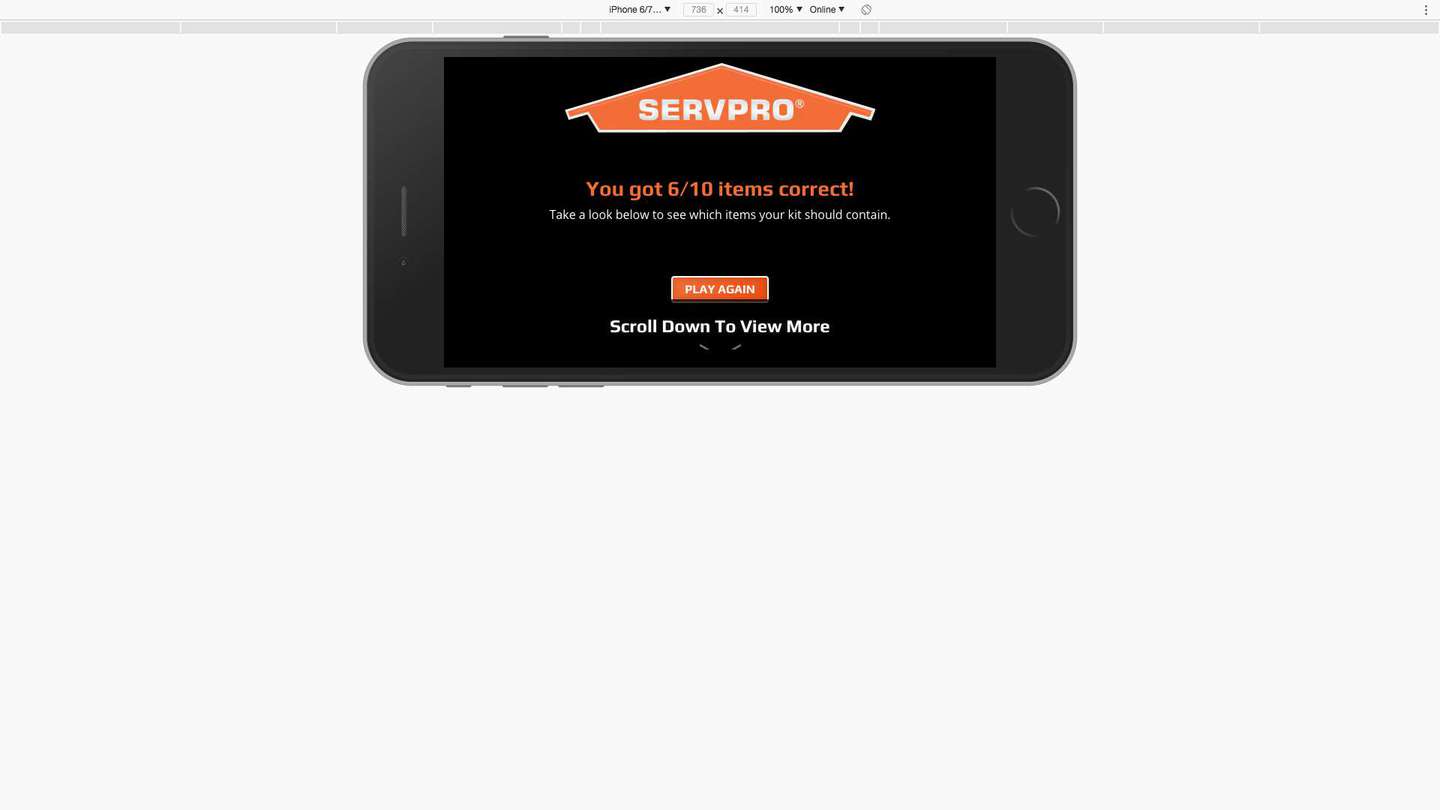 iPhone 6/7... ▼ 736 × 414 100% ▼ Online ▼
SERVPRO®
You got 6/10 items correct!
Take a look below to see which items your kit should contain.
PLAY AGAIN
Scroll Down To View More